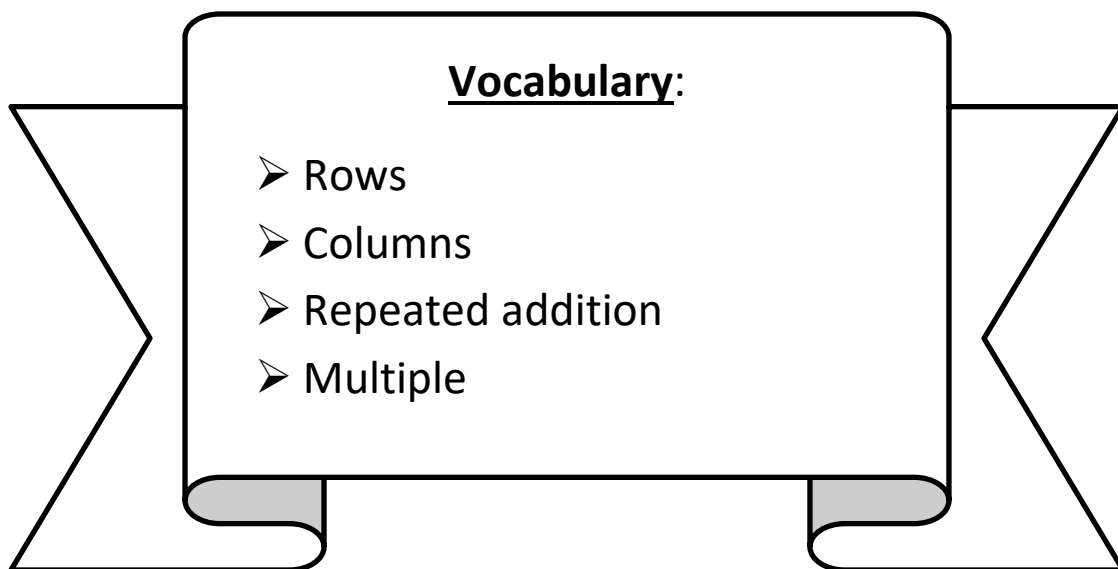 Vocabulary:
➢ Rows
➢ Columns
➢ Repeated addition
➢ Multiple